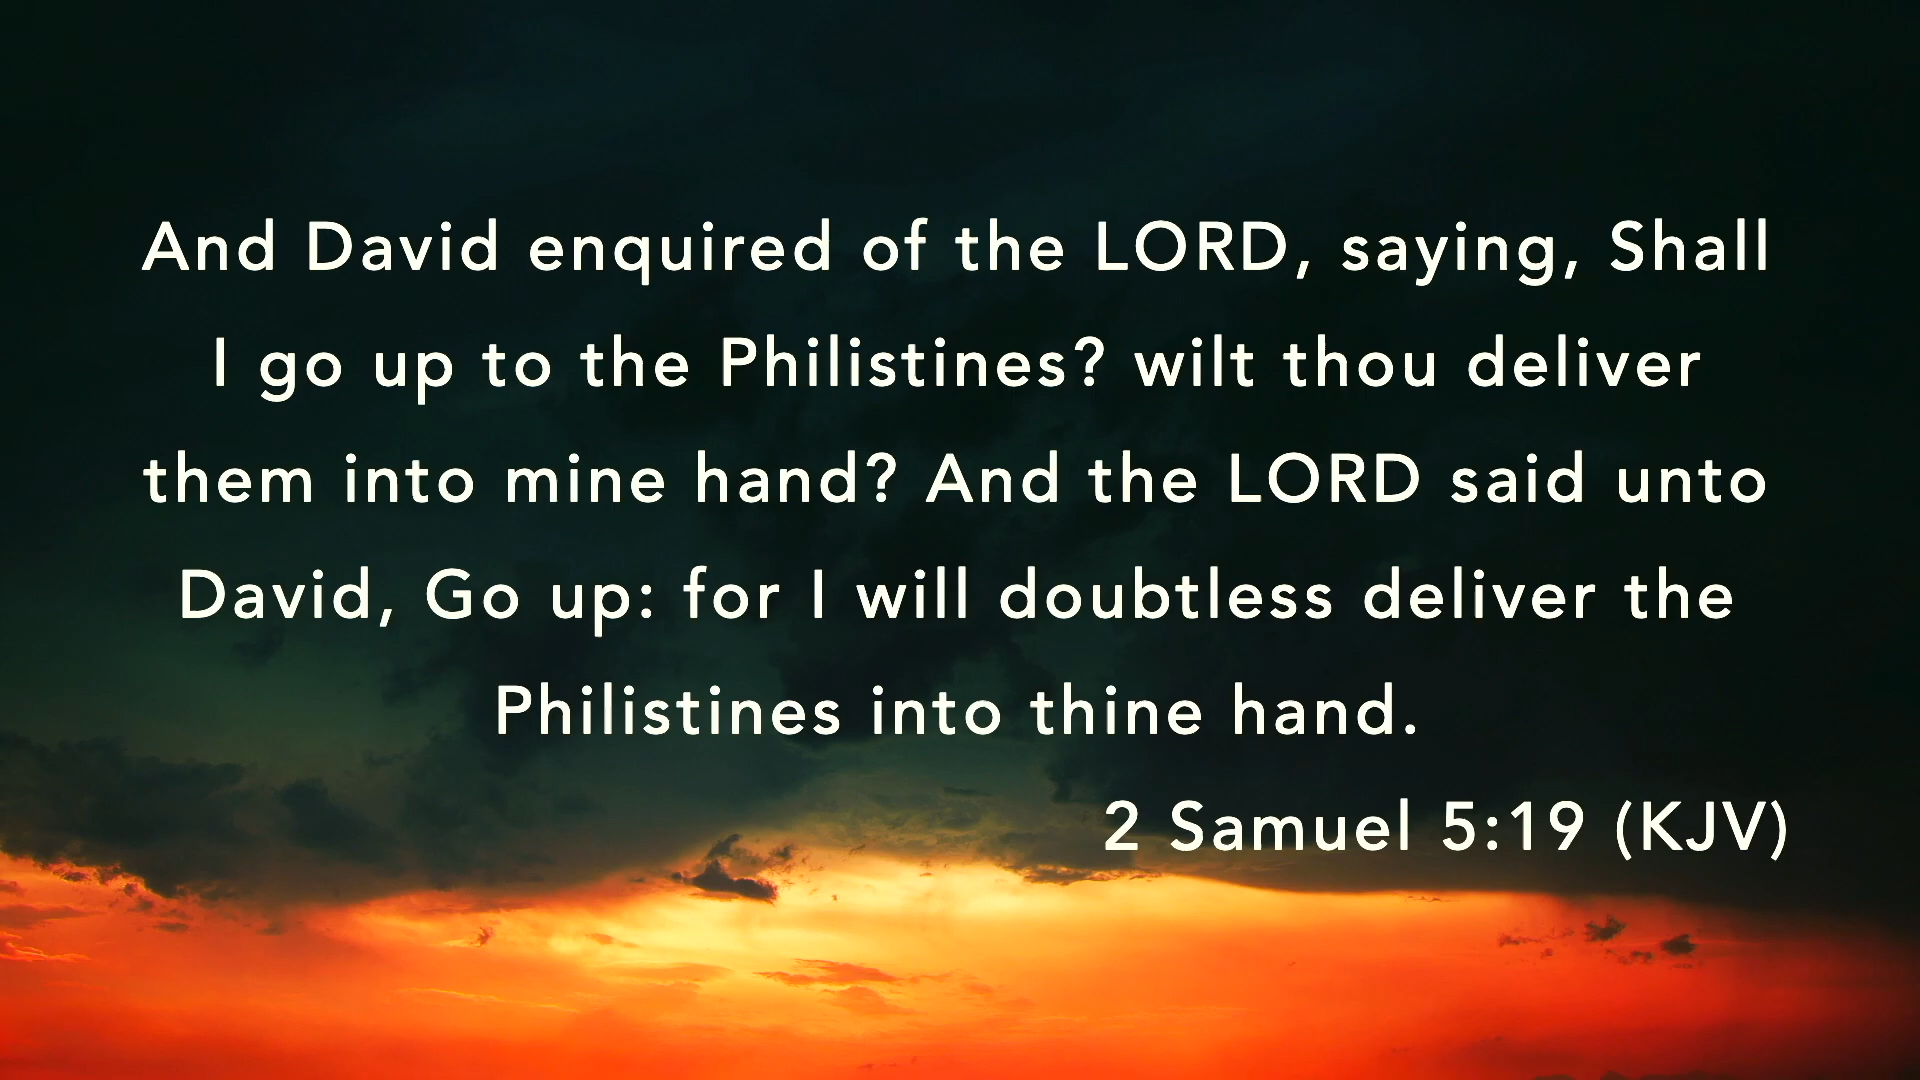 And David enquired of the LORD, saying, Shall
I go up to the Philistines? wilt thou deliver
them into mine hand? And the LORD said unto
David, Go up: for I will doubtless deliver the
Philistines into thine hand.
2 Samuel 5:19 (KJV)